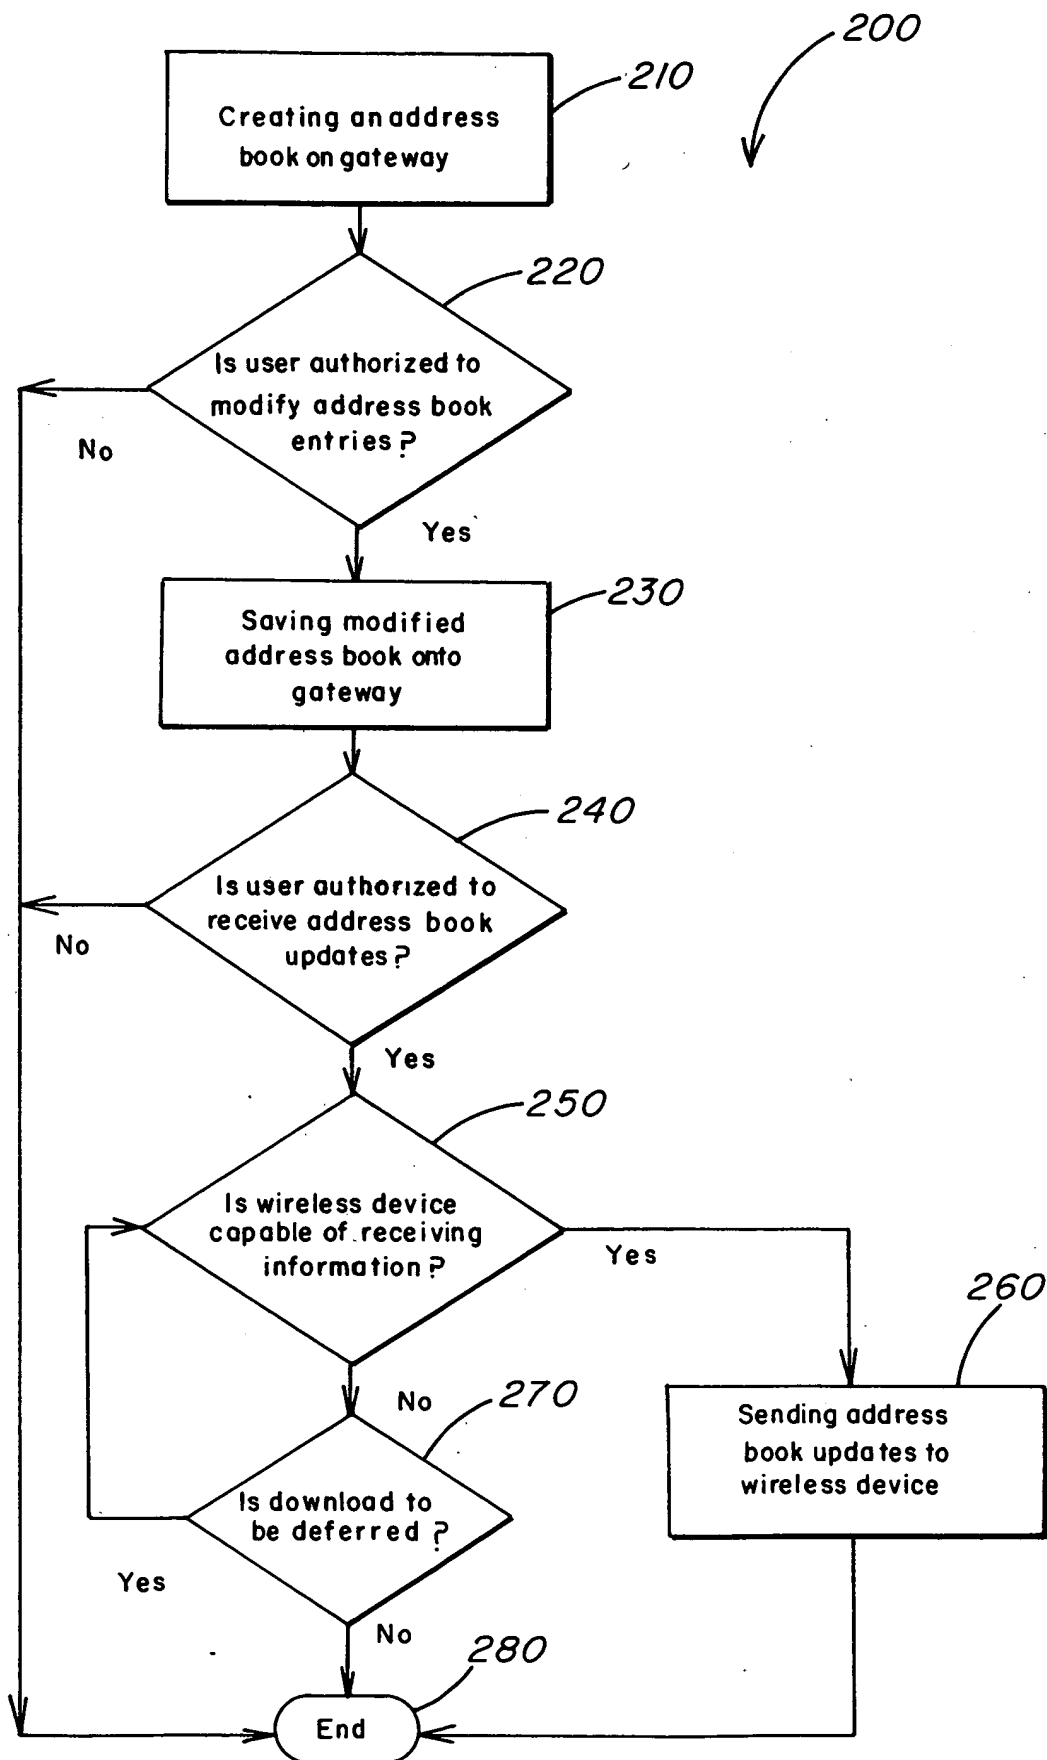 200
210
Creating an address
book on gateway
220
Is user authorized to
modify address book
entries?
No
Yes
230
Saving modified
address book onto
gateway
240
Is user authorized to
receive address book
updates?
No
Yes
250
Is wireless device
capable of receiving
information?
Yes
260
No
270
Sending address
book updates to
wireless device
Is download to
be deferred?
Yes
No
280
End